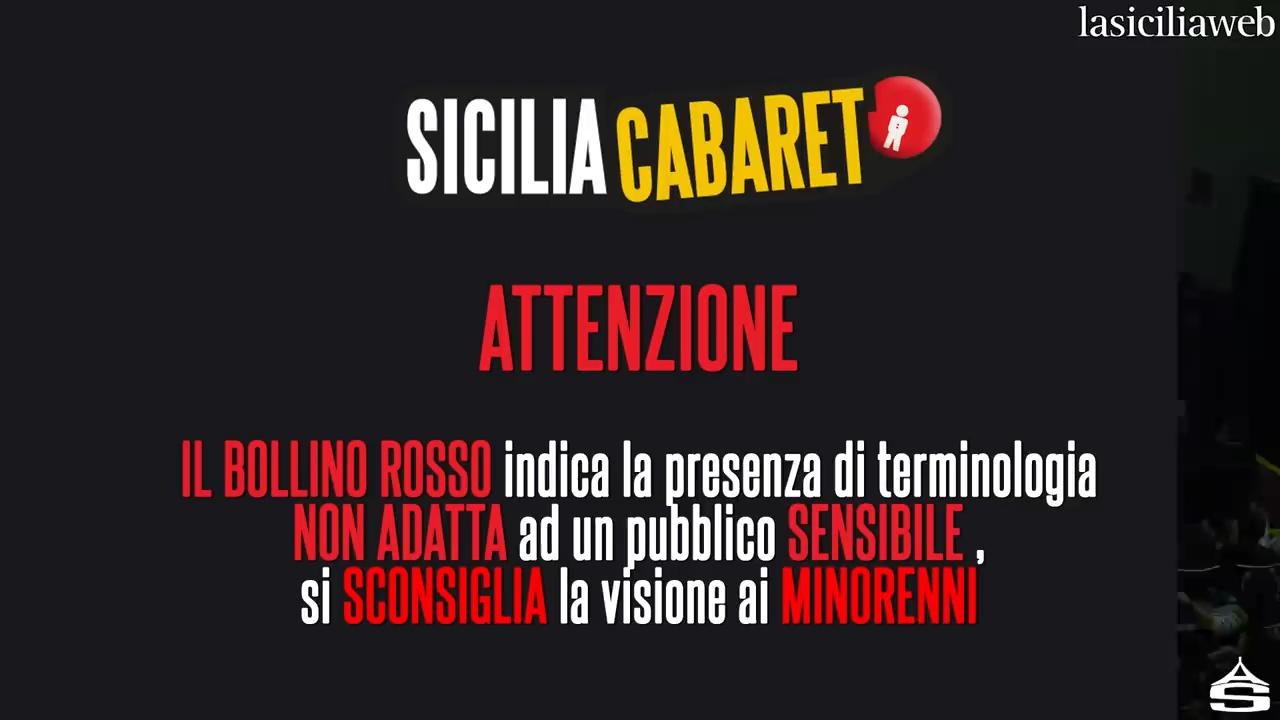 lasiciliaweb
SICILIA CABARET
ATTENZIONE
IL BOLLINO ROSSO indica la presenza di terminologia
NON ADATTA ad un pubblico SENSIBILE ,
si SCONSIGLIA la visione ai MINORENNI
AS